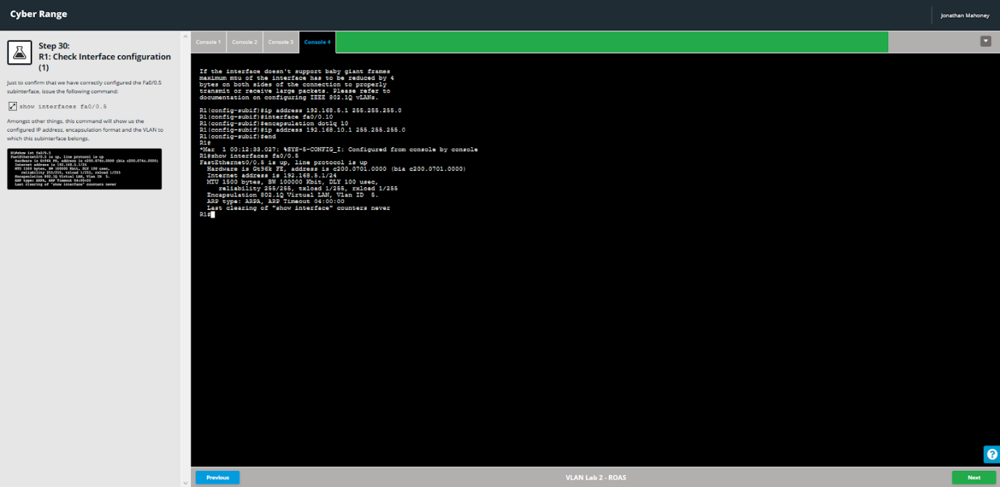 Cyber Range
Jonathan Mahoney
Step 30:
R1: Check Interface configuration
(1)
Just to confirm that we have correctly configured the Fa0/0.5
subinterface, issue the following command:
show interfaces fa0/0.5
Amongst other things, this command will show us the
configured IP address, encapsulation format and the VLAN to
which this subinterface belongs.
R1#show int fa0/0.5
FastEthernet0/0.5 is up, line protocol is up
Hardware is Gt96k FE, address is c200.074c.0000 (bia c200.074c.0000)
Internet address is 192.168.5.1/24
MTU 1500 bytes, BW 100000 Kbit, DLY 100 usec,
reliability 255/255, txload 1/255, rxload 1/255
Encapsulation 802.1Q Virtual LAN, Vlan ID  5.
ARP type: ARPA, ARP Timeout 04:00:00
Last clearing of "show interface" counters never
Console 1
Console 2
Console 3
Console 4
If the interface doesn't support baby giant frames
maximum mtu of the interface has to be reduced by 4
bytes on both sides of the connection to properly
transmit or receive large packets. Please refer to
documentation on configuring IEEE 802.1Q vLANs.
R1(config-subif)#ip address 192.168.5.1 255.255.255.0
R1(config-subif)#interface fa0/0.10
R1(config-subif)#encapsulation dot1q 10
R1(config-subif)#ip address 192.168.10.1 255.255.255.0
R1(config-subif)#end
R1#
*Mar  1 00:12:33.027: %SYS-5-CONFIG_I: Configured from console by console
R1#show interfaces fa0/0.5
FastEthernet0/0.5 is up, line protocol is up
Hardware is Gt96k FE, address is c200.0701.0000 (bia c200.0701.0000)
Internet address is 192.168.5.1/24
MTU 1500 bytes, BW 100000 Kbit, DLY 100 usec,
reliability 255/255, txload 1/255, rxload 1/255
Encapsulation 802.1Q Virtual LAN, Vlan ID  5.
ARP type: ARPA, ARP Timeout 04:00:00
Last clearing of "show interface" counters never
R1#
?
Previous
VLAN Lab 2 - ROAS
Next